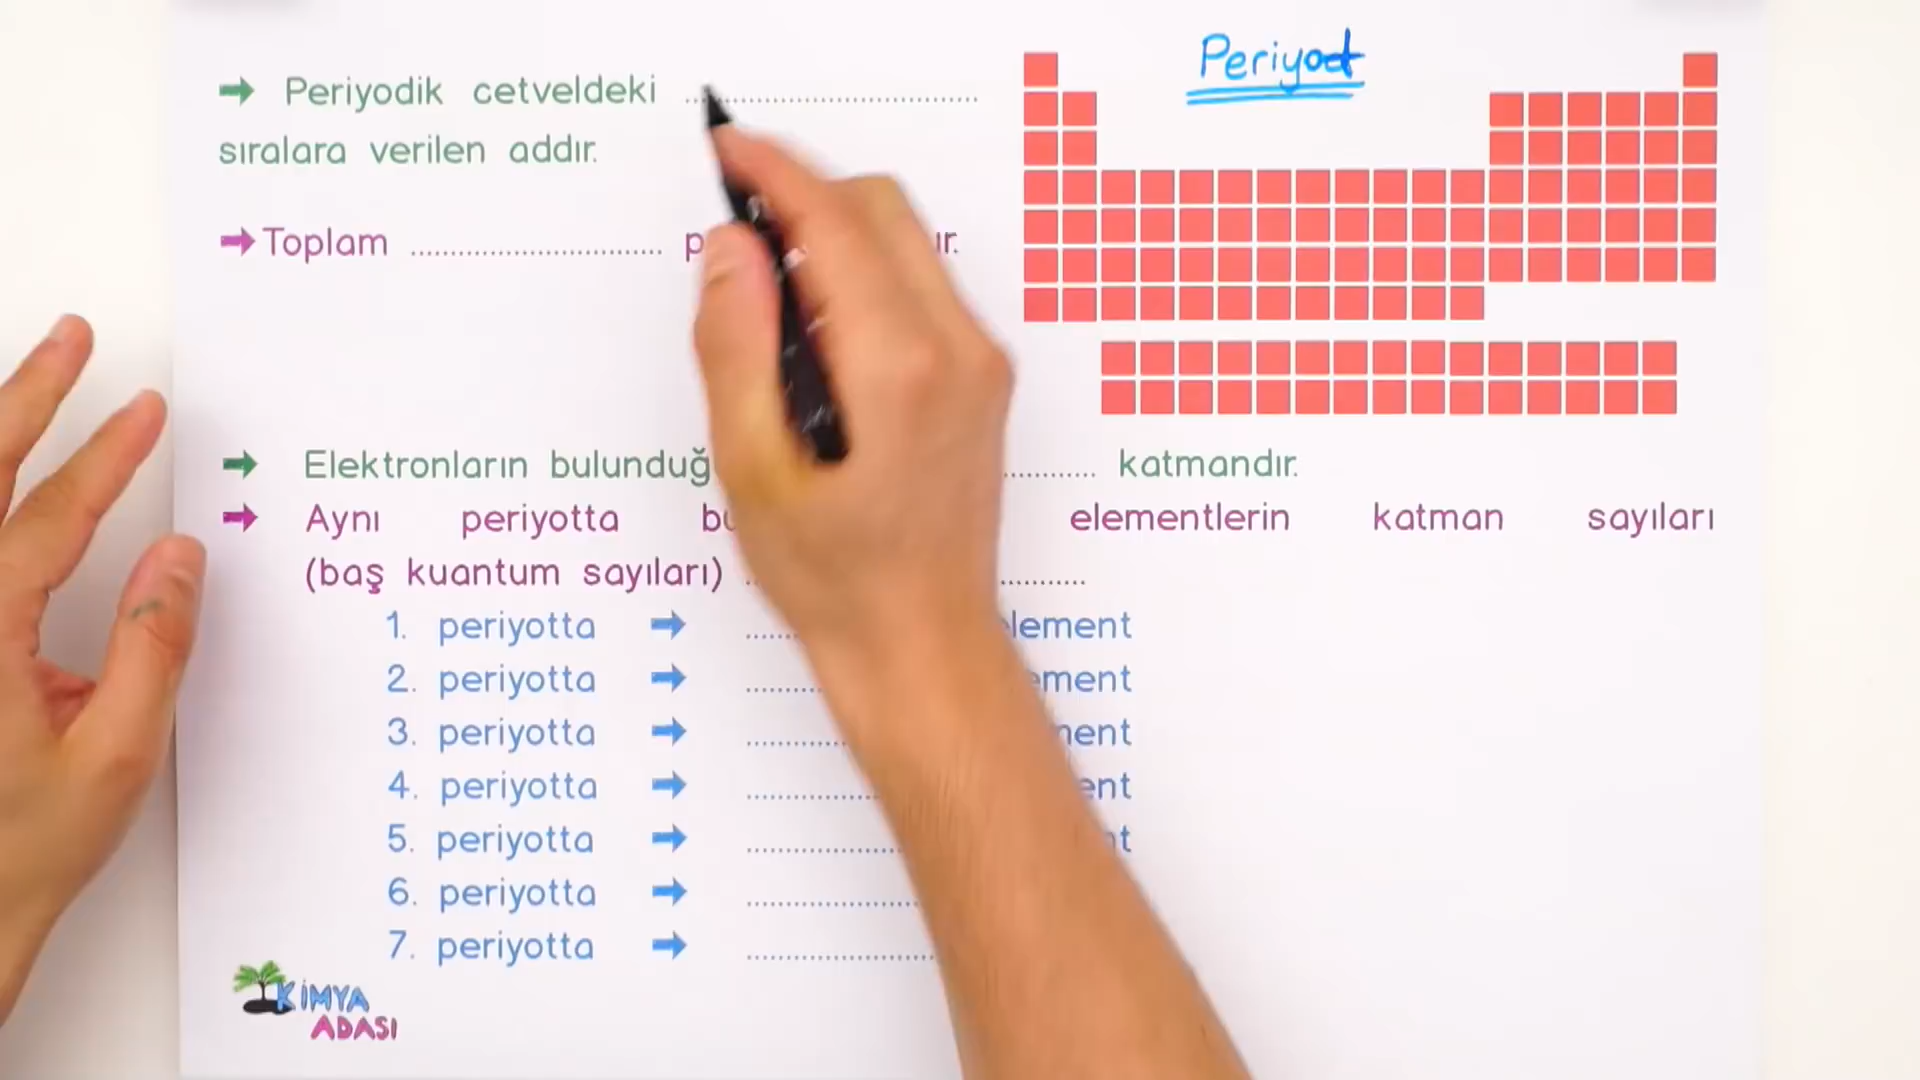 Periyot
➡ Periyodik cetveldeki ..............................
sıralara verilen addır.
➡ Toplam ........................... 
➡ Elektronların ........... katmandır.
➡ Aynı periyotta elementlerin katman sayıları
(baş kuantum sayıları) ...........
1. periyotta ➡ ...... element
2. periyotta ➡ ........
3. periyotta ➡ ...........
4. periyotta ➡ ..............
5. periyotta ➡ ................
6. periyotta ➡ ..................
7. periyotta ➡ ....................
KİMYA
ADASI